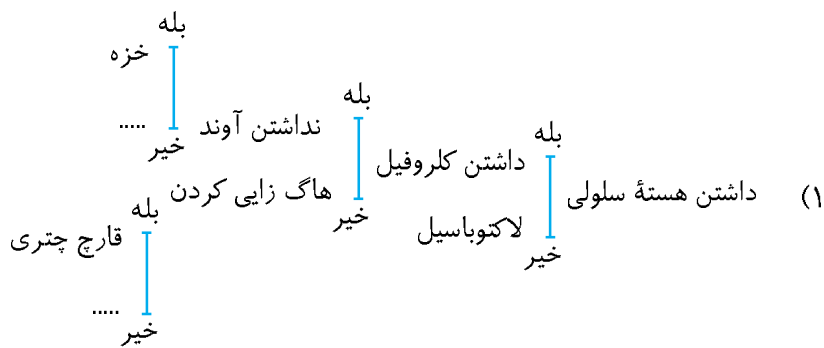 ۱) داشتن هستهٔ سلولی
بله
داشتن کلروفیل
بله
نداشتن آوند
بله
خزه
.....
خیر
خیر
هاگ زایی کردن
بله
قارچ چتری
.....
خیر
لاکتوباسیل
خیر